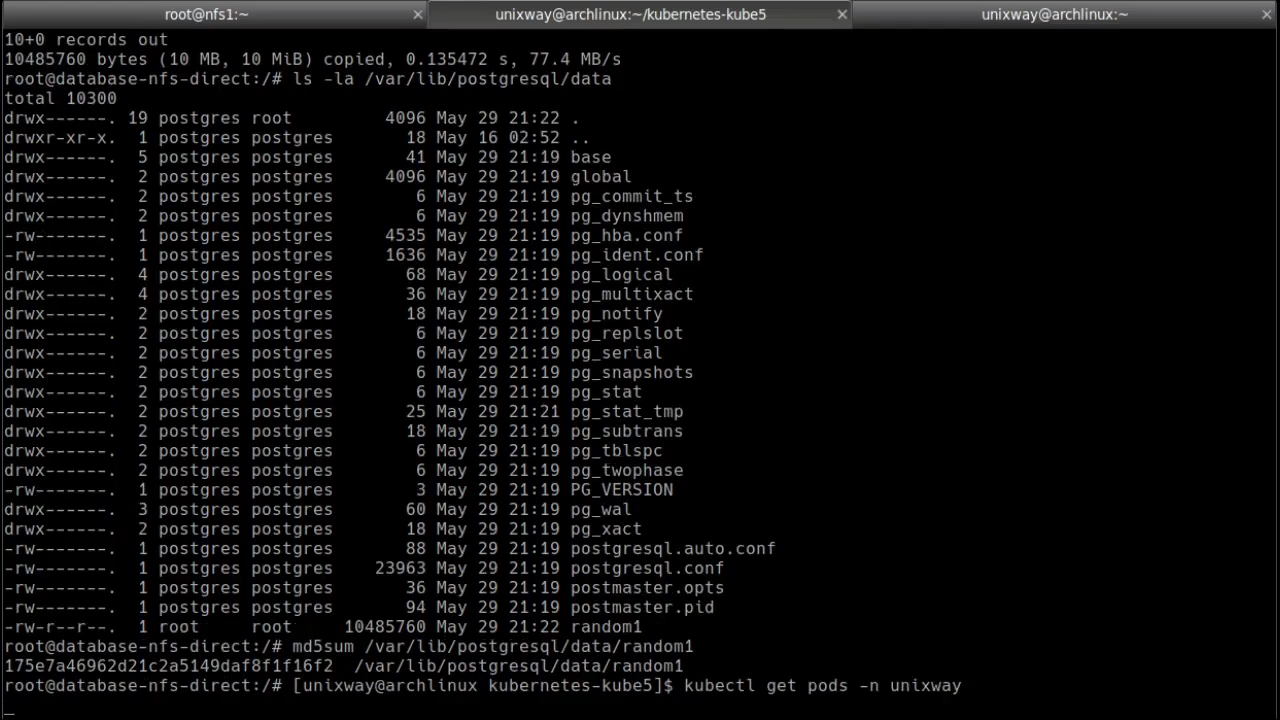 root@nfs1:~ × unixway@archlinux:~/kubernetes-kube5 × unixway@archlinux:~ ×
10+0 records out
10485760 bytes (10 MB, 10 MiB) copied, 0.135472 s, 77.4 MB/s
root@database-nfs-direct:/# ls -la /var/lib/postgresql/data
total 10300
drwx------. 19 postgres root         4096 May 29 21:22 .
drwxr-xr-x.  1 postgres postgres       18 May 16 02:52 ..
drwx------.  5 postgres postgres       41 May 29 21:19 base
drwx------.  2 postgres postgres     4096 May 29 21:19 global
drwx------.  2 postgres postgres        6 May 29 21:19 pg_commit_ts
drwx------.  2 postgres postgres        6 May 29 21:19 pg_dynshmem
-rw-------.  1 postgres postgres     4535 May 29 21:19 pg_hba.conf
-rw-------.  1 postgres postgres     1636 May 29 21:19 pg_ident.conf
drwx------.  4 postgres postgres       68 May 29 21:19 pg_logical
drwx------.  4 postgres postgres       36 May 29 21:19 pg_multixact
drwx------.  2 postgres postgres       18 May 29 21:19 pg_notify
drwx------.  2 postgres postgres        6 May 29 21:19 pg_replslot
drwx------.  2 postgres postgres        6 May 29 21:19 pg_serial
drwx------.  2 postgres postgres        6 May 29 21:19 pg_snapshots
drwx------.  2 postgres postgres        6 May 29 21:19 pg_stat
drwx------.  2 postgres postgres       25 May 29 21:21 pg_stat_tmp
drwx------.  2 postgres postgres       18 May 29 21:19 pg_subtrans
drwx------.  2 postgres postgres        6 May 29 21:19 pg_tblspc
drwx------.  2 postgres postgres        6 May 29 21:19 pg_twophase
-rw-------.  1 postgres postgres        3 May 29 21:19 PG_VERSION
drwx------.  3 postgres postgres       60 May 29 21:19 pg_wal
drwx------.  2 postgres postgres       18 May 29 21:19 pg_xact
-rw-------.  1 postgres postgres       88 May 29 21:19 postgresql.auto.conf
-rw-------.  1 postgres postgres    23963 May 29 21:19 postgresql.conf
-rw-------.  1 postgres postgres       36 May 29 21:19 postmaster.opts
-rw-------.  1 postgres postgres       94 May 29 21:19 postmaster.pid
-rw-r--r--.  1 root     root     10485760 May 29 21:22 random1
root@database-nfs-direct:/# md5sum /var/lib/postgresql/data/random1
175e7a46962d21c2a5149daf8f1f16f2  /var/lib/postgresql/data/random1
root@database-nfs-direct:/# [unixway@archlinux kubernetes-kube5]$ kubectl get pods -n unixway